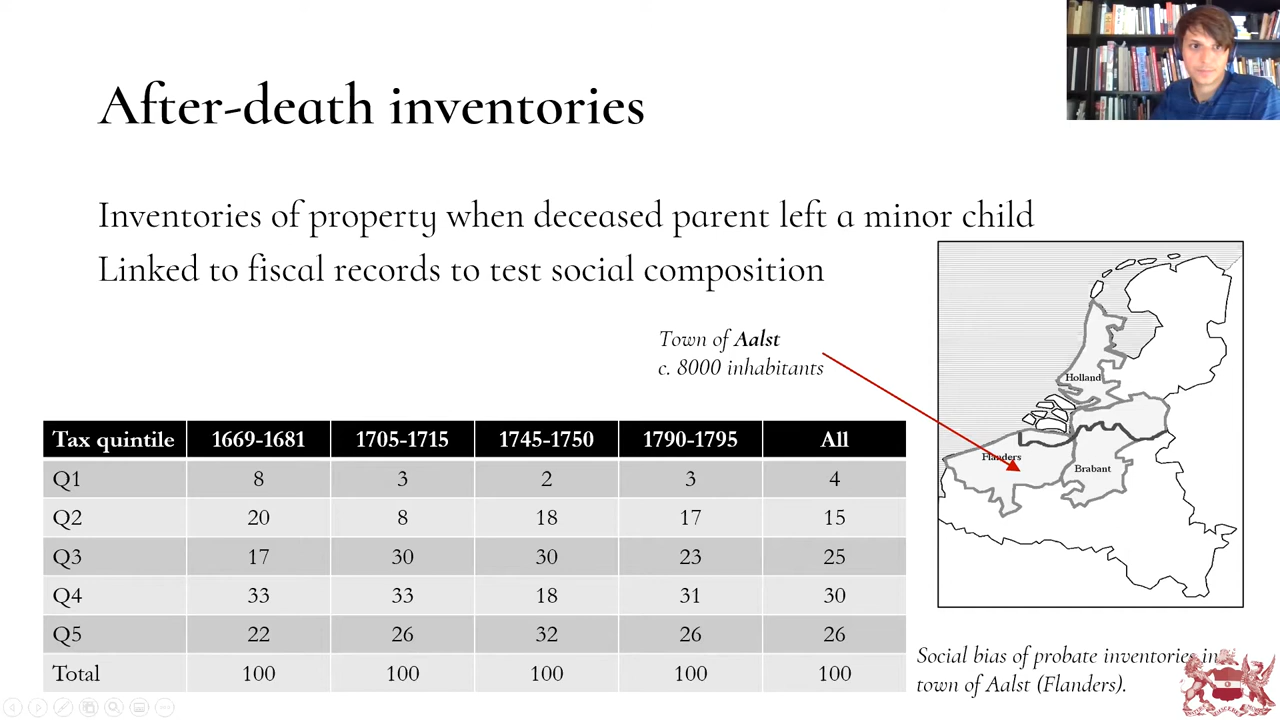 After-death inventories
Inventories of property when deceased parent left a minor child
Linked to fiscal records to test social composition
Town of Aalst
c. 8000 inhabitants
Holland
Flanders
Brabant
Tax quintile 1669-1681 1705-1715 1745-1750 1790-1795 All
Q1 8 3 2 3 4
Q2 20 8 18 17 15
Q3 17 30 30 23 25
Q4 33 33 18 31 30
Q5 22 26 32 26 26
Total 100 100 100 100 100
Social bias of probate inventories in
town of Aalst (Flanders).